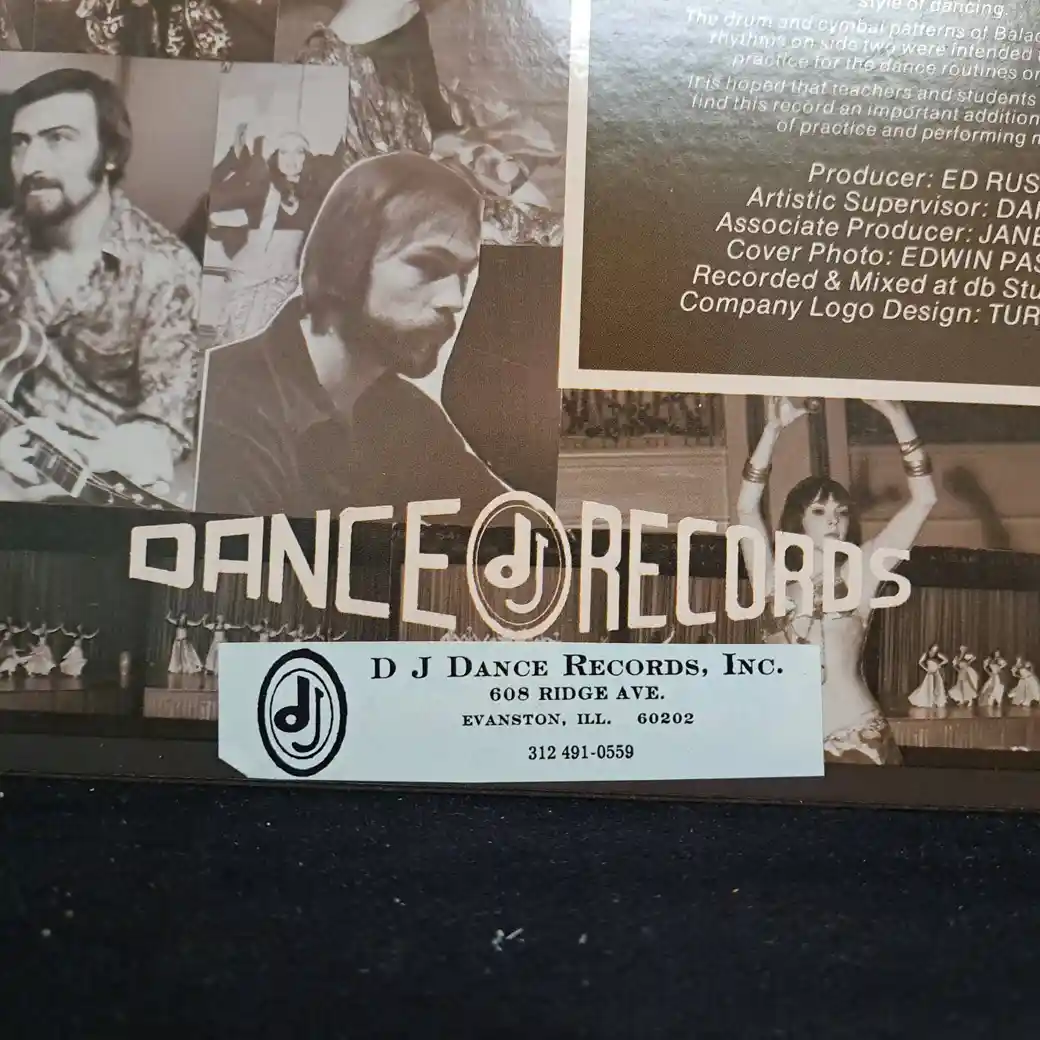 style of dancing.
The drum and cymbal patterns of
rhythms on side two were intended
practice for the dance routines
It is hoped that teachers and students
find this record an important addition
of practice and performing
Producer: ED
Artistic Supervisor:
Associate Producer:
Cover Photo: EDWIN
Recorded & Mixed at db
Company Logo Design:
DANCE dJ RECORDS
dJ
D J DANCE RECORDS, INC.
608 RIDGE AVE.
EVANSTON, ILL. 60202
312 491-0559